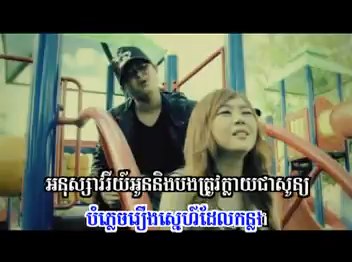 អនុស្សាវរីយ៍អូននិងបងត្រូវក្លាយជាសូន្យ
បំភ្លេចរឿងស្នេហ៍ដែលកន្លង